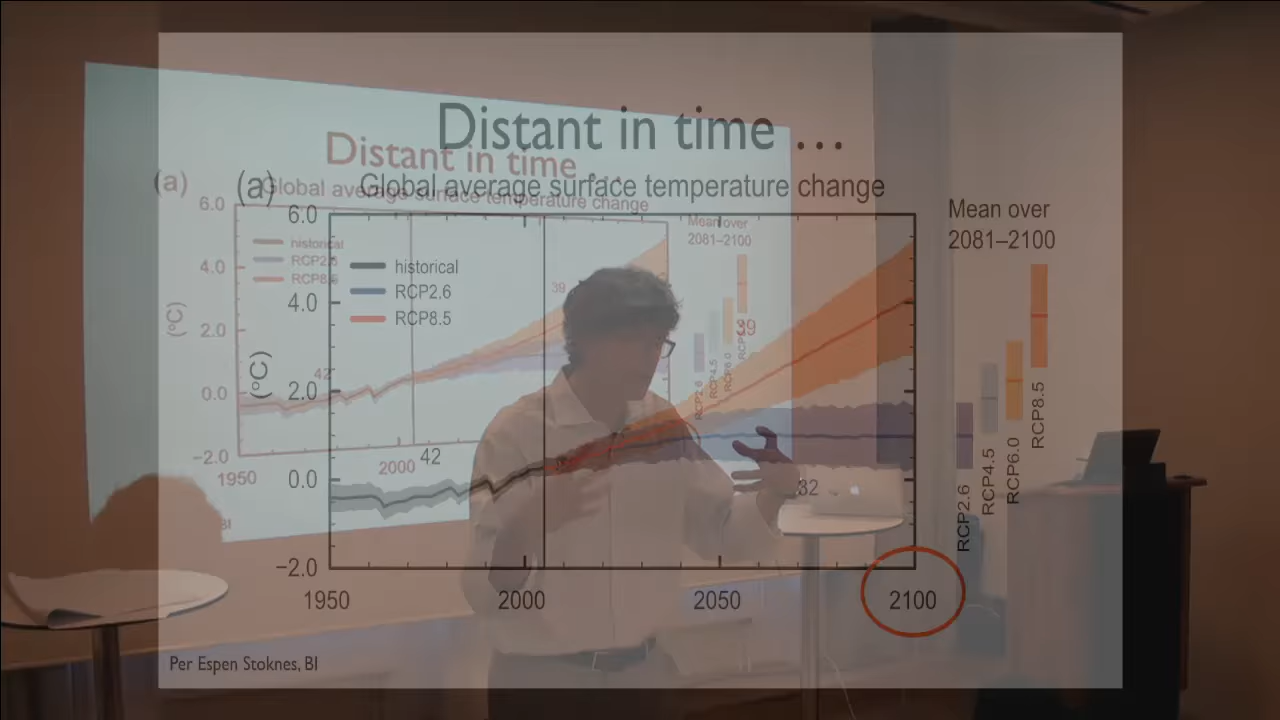 Distant in time ...
Distant in time ...
(a)
(a)
Global average surface temperature change
Global average surface temperature change
Mean over
2081–2100
Mean over
2081–2100
6.0
4.0
2.0
0.0
−2.0
(°C)
historical
RCP2.6
RCP8.5
42
39
1950
2000
RCP2.6
RCP4.5
RCP6.0
RCP8.5
BI
6.0
4.0
2.0
0.0
−2.0
(°C)
historical
RCP2.6
RCP8.5
42
39
32
1950
2000
2050
2100
RCP2.6
RCP4.5
RCP6.0
RCP8.5
Per Espen Stoknes, BI